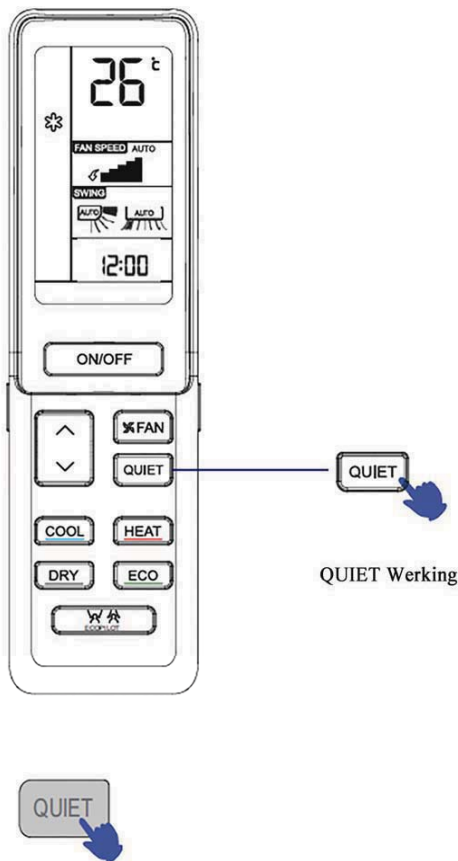 26 °c
FAN SPEED AUTO
SWING
AUTO AUTO
12:00
ON/OFF
FAN
QUIET
QUIET
COOL HEAT
QUIET Werking
DRY ECO
ECOPILOT
QUIET